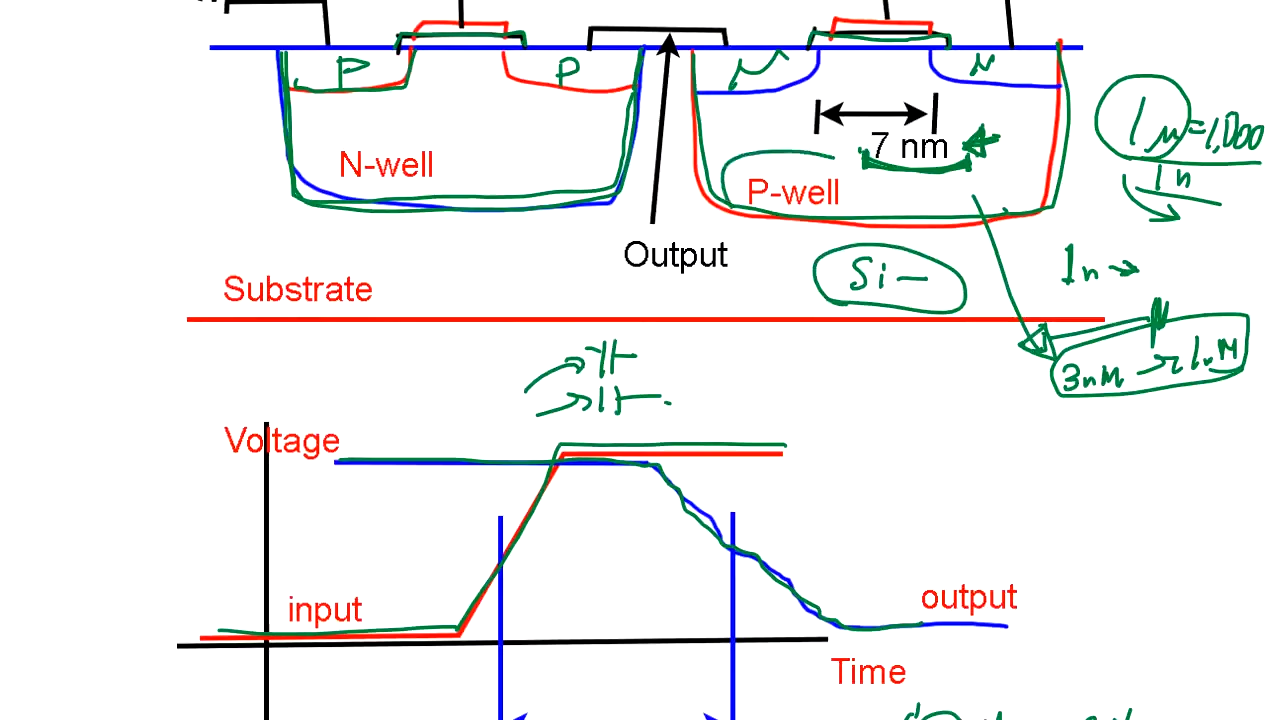 P
P
N
N
7 nm
1μ = 1,000
1n
N-well
P-well
Output
Si -
1n →
Substrate
3nM → 1nM
Voltage
input
output
Time